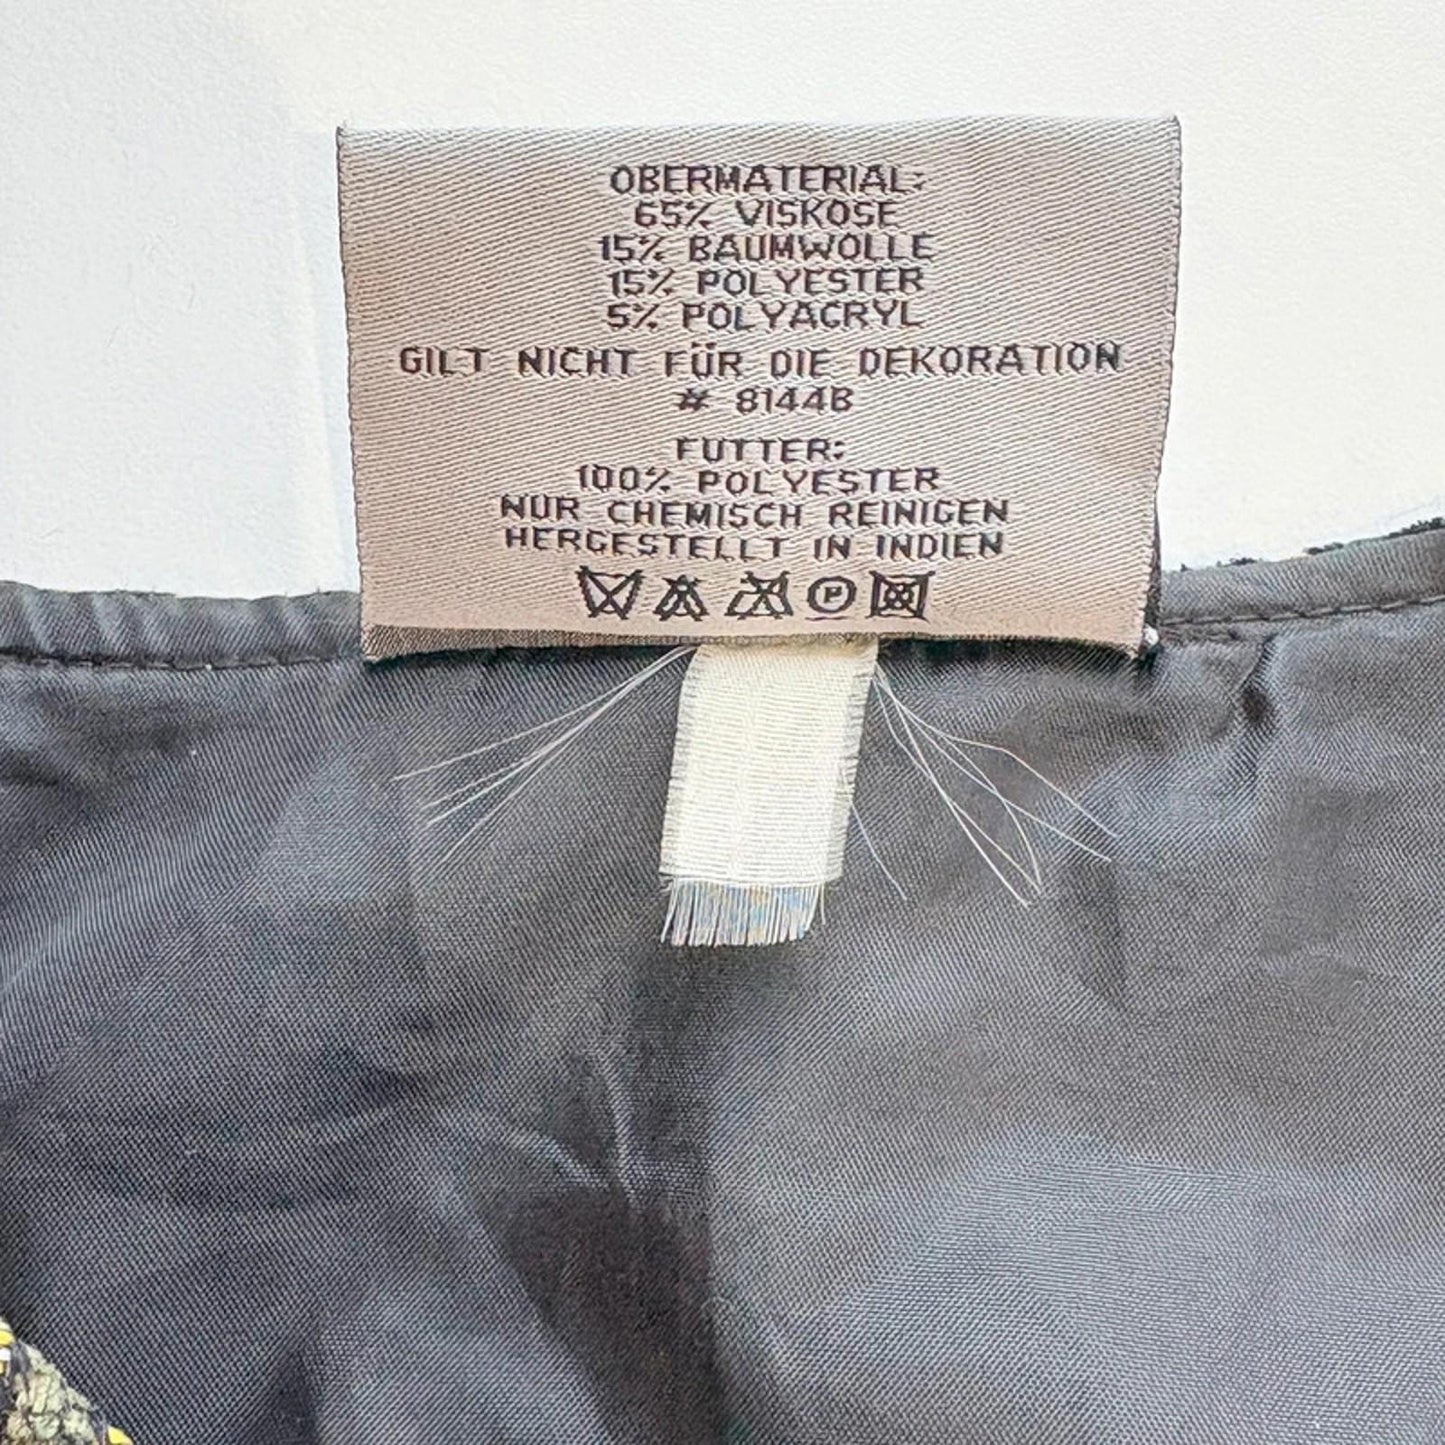 OBERMATERIAL:
65% VISKOSE
15% BAUMWOLLE
15% POLYESTER
5% POLYACRYL
GILT NICHT FÜR DIE DEKORATION
# 8144B
FUTTER:
100% POLYESTER
NUR CHEMISCH REINIGEN
HERGESTELLT IN INDIEN
P